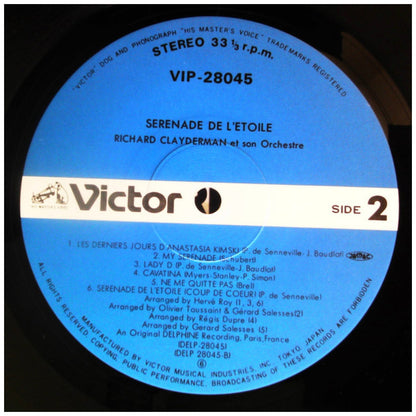 "VICTOR" DOG AND PHONOGRAPH "HIS MASTER'S VOICE" TRADEMARKS REGISTERED
STEREO 33 1/3 r.p.m.
VIP-28045
SERENADE DE L'ETOILE
RICHARD CLAYDERMAN et son Orchestre
Victor
SIDE 2
1. LES DERNIERS JOURS D'ANASTASIA KIMSKI (P. de Senneville-J. Baudlot)
2. MY SERENADE (Schubert)
3. LADY D (P. de Senneville-J. Baudlot)
4. CAVATINA (Myers-Stanley-P. Simon)
5. NE ME QUITTE PAS (Brel)
6. SERENADE DE L'ETOILE (COUP DE COEUR) (P. de Senneville)
Arranged by Hervé Roy (1, 3, 6)
Arranged by Olivier Toussaint & Gérard Salesses(2)
Arranged by Régis Dupré (4)
Arranged by Gerard Salesses (5)
An Original DELPHINE Recording, Paris, France
(DELP-28045)
(DELP 28045-B)
6
ALL RIGHTS RESERVED. UNAUTHORIZED COPYING, PUBLIC PERFORMANCE, BROADCASTING OF THESE RECORDS ARE FORBIDDEN
MANUFACTURED BY VICTOR MUSICAL INDUSTRIES, INC. TOKYO, JAPAN